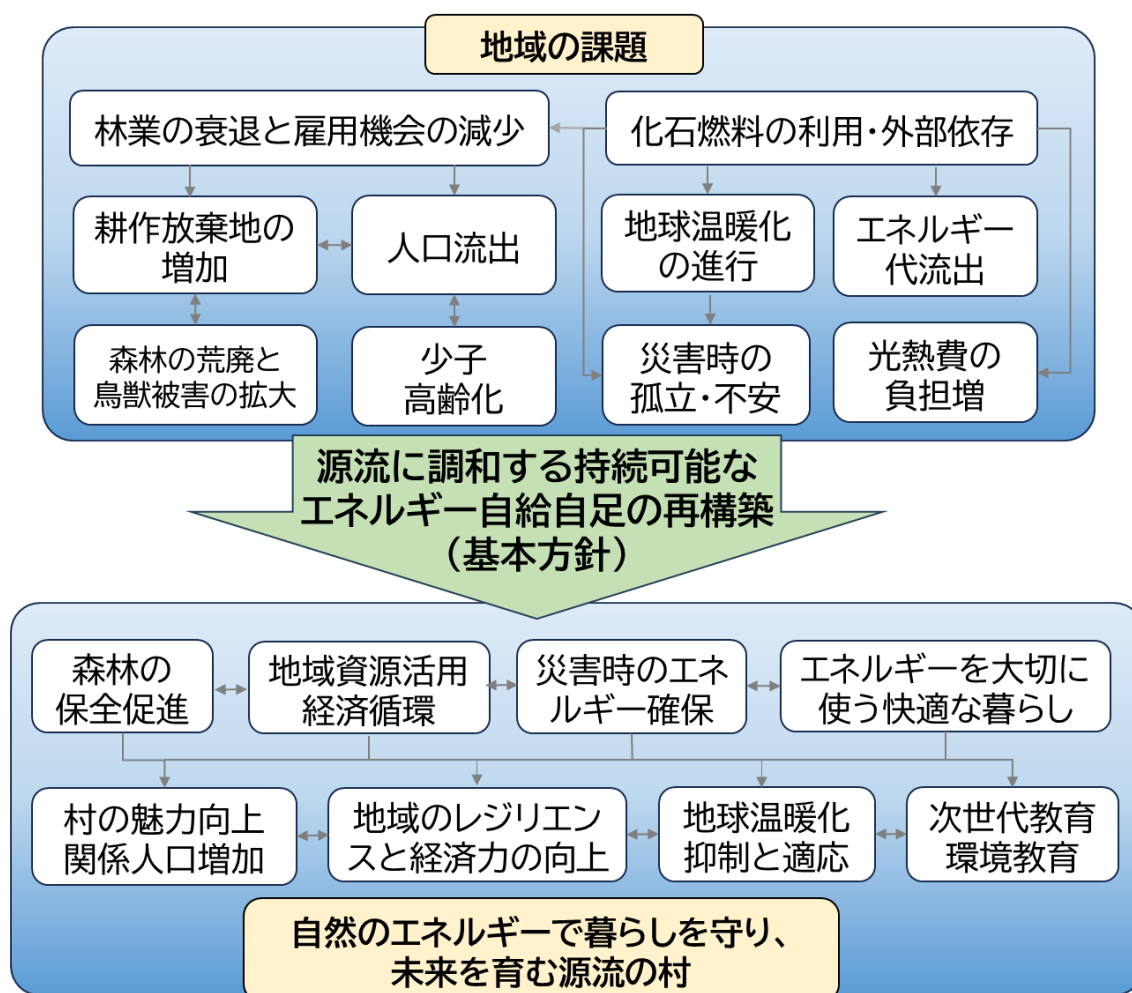 地域の課題
林業の衰退と雇用機会の減少
化石燃料の利用・外部依存
耕作放棄地の
増加
人口流出
地球温暖化
の進行
エネルギー
代流出
森林の荒廃と
鳥獣被害の拡大
少子
高齢化
災害時の
孤立・不安
光熱費の
負担増
源流に調和する持続可能な
エネルギー自給自足の再構築
（基本方針）
森林の
保全促進
地域資源活用
経済循環
災害時のエネ
ルギー確保
エネルギーを大切に
使う快適な暮らし
村の魅力向上
関係人口増加
地域のレジリエン
スと経済力の向上
地球温暖化
抑制と適応
次世代教育
環境教育
自然のエネルギーで暮らしを守り、
未来を育む源流の村